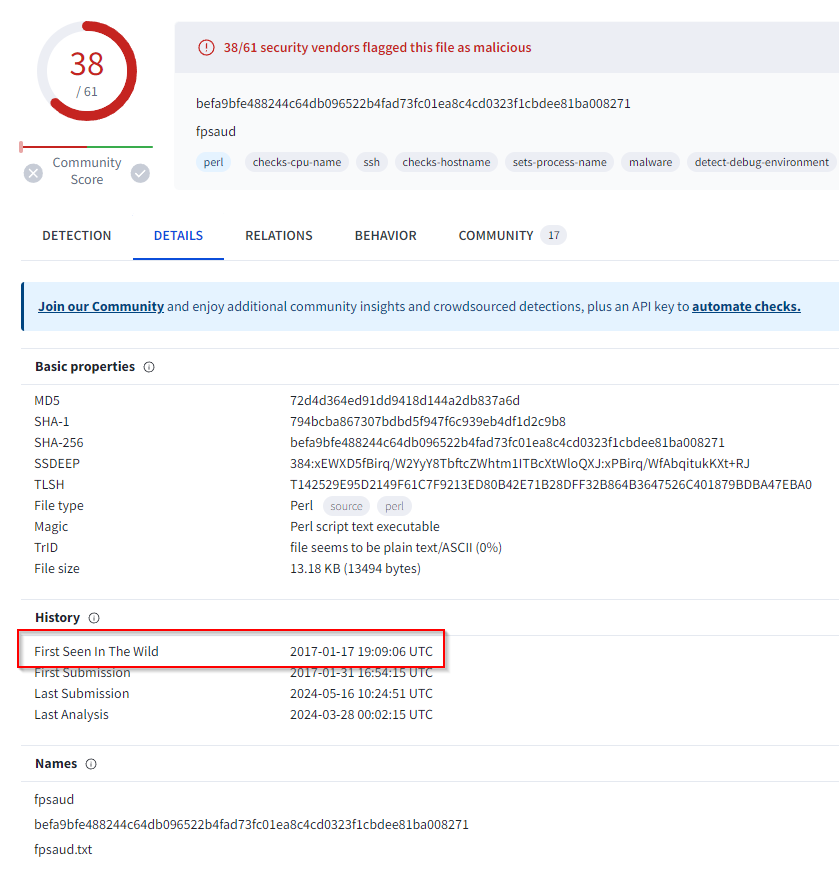 38
/ 61
Community
Score
38/61 security vendors flagged this file as malicious
befa9bfe488244c64db096522b4fad73fc01ea8c4cd0323f1cbdee81ba008271
fpsaud
perl checks-cpu-name ssh checks-hostname sets-process-name malware detect-debug-environment
DETECTION DETAILS RELATIONS BEHAVIOR COMMUNITY 17
Join our Community and enjoy additional community insights and crowdsourced detections, plus an API key to automate checks.
Basic properties
MD5 72d4d364ed91dd9418d144a2db837a6d
SHA-1 794bcba867307bdbd5f947f6c939eb4df1d2c9b8
SHA-256 befa9bfe488244c64db096522b4fad73fc01ea8c4cd0323f1cbdee81ba008271
SSDEEP 384:xEWXD5fBirq/W2YyY8TbftcZWhtm1ITBcXtWloQXJ:xPBirq/WfAbqitukKXt+RJ
TLSH T142529E95D2149F61C7F9213ED80B42E71B28DFF32B864B3647526C401879BDBA47EBA0
File type Perl source perl
Magic Perl script text executable
TrID file seems to be plain text/ASCII (0%)
File size 13.18 KB (13494 bytes)
History
First Seen In The Wild 2017-01-17 19:09:06 UTC
First Submission 2017-01-31 16:54:15 UTC
Last Submission 2024-05-16 10:24:51 UTC
Last Analysis 2024-03-28 00:02:15 UTC
Names
fpsaud
befa9bfe488244c64db096522b4fad73fc01ea8c4cd0323f1cbdee81ba008271
fpsaud.txt